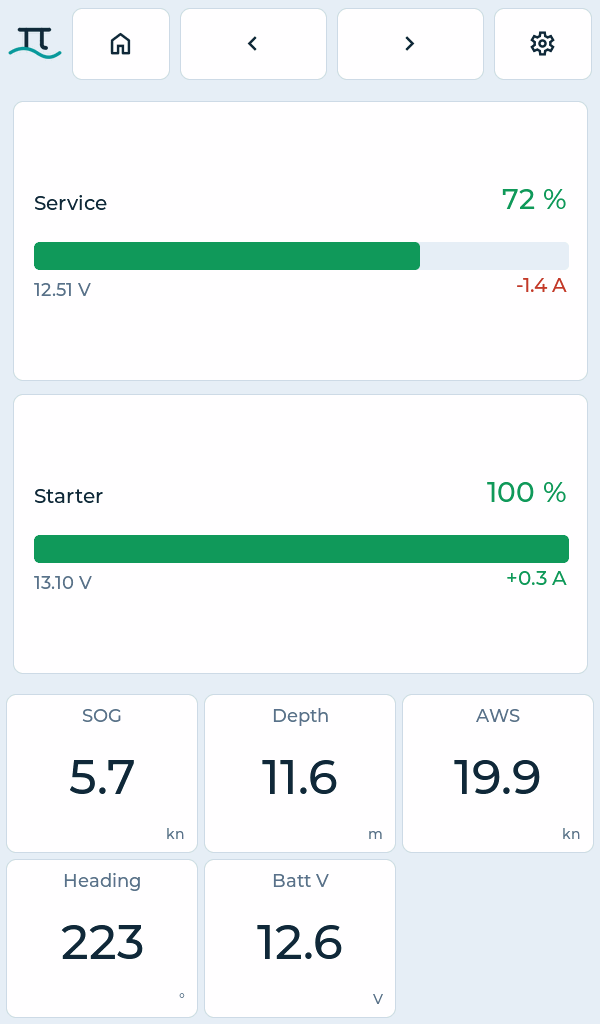 Service
72 %
12.51 V
-1.4 A
Starter
100 %
13.10 V
+0.3 A
SOG
5.7
kn
Depth
11.6
m
AWS
19.9
kn
Heading
223
°
Batt V
12.6
V